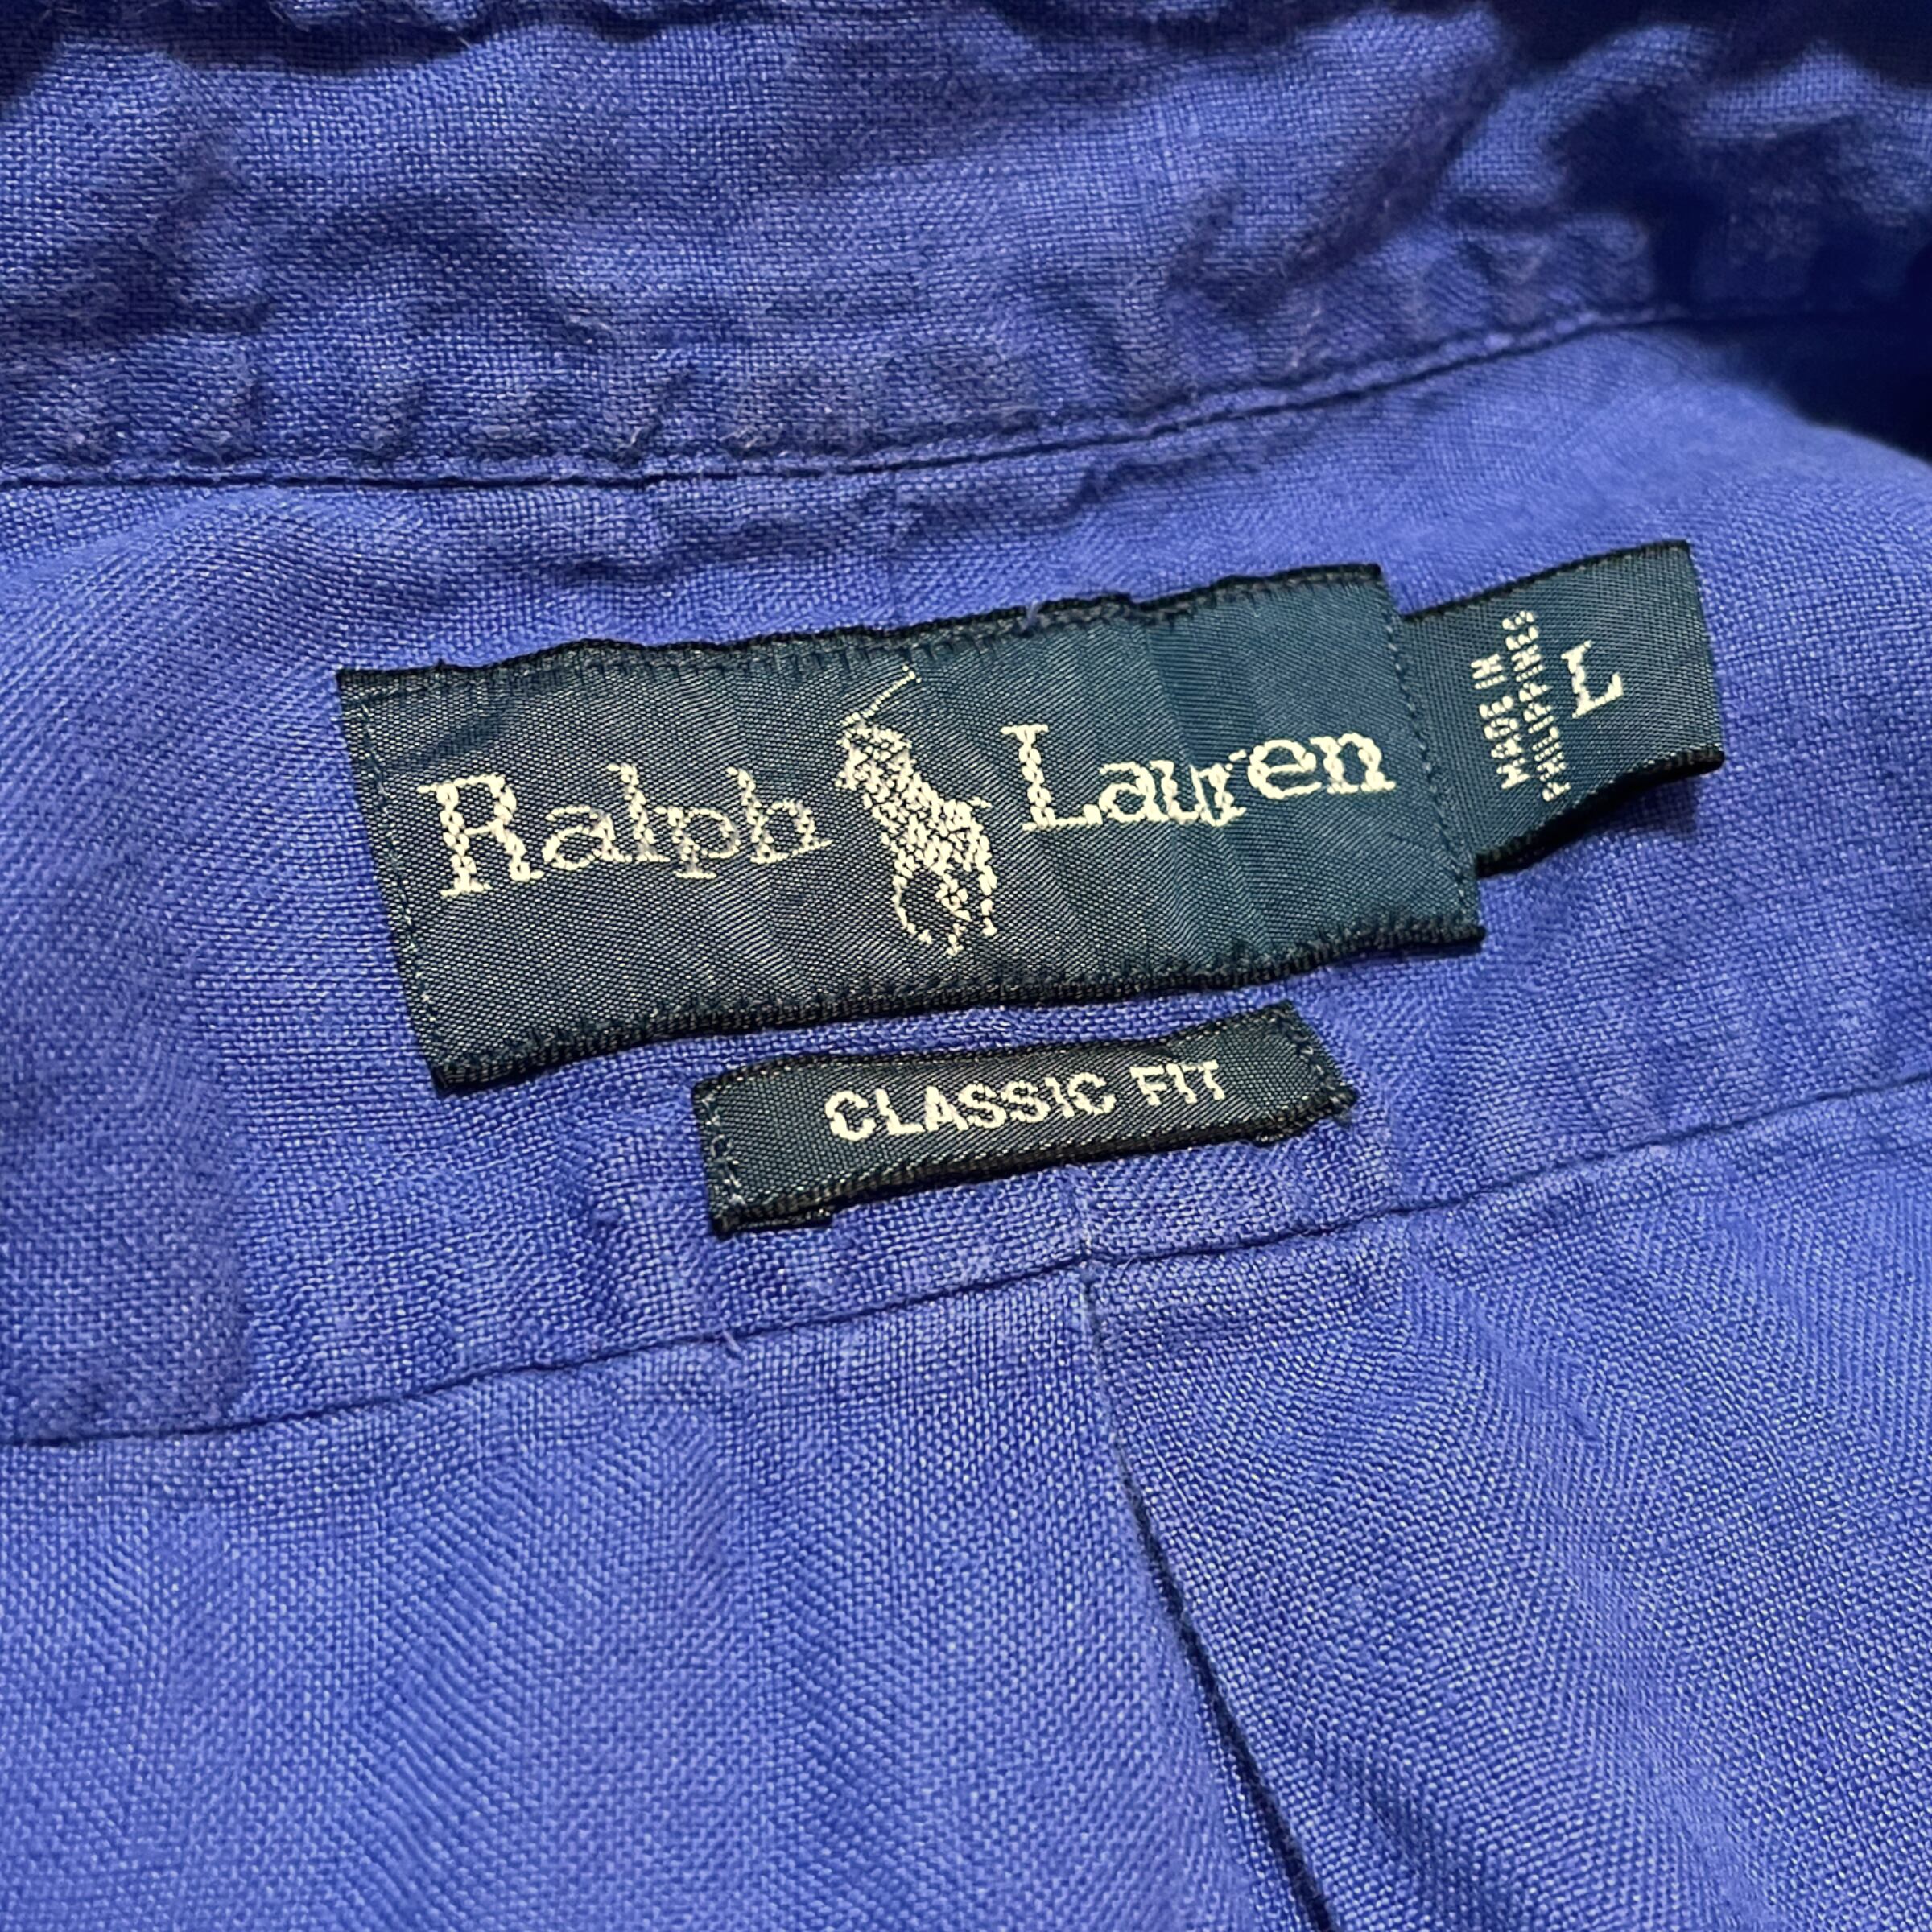 Ralph Lauren
MADE IN
PHILIPPINES
L
CLASSIC FIT